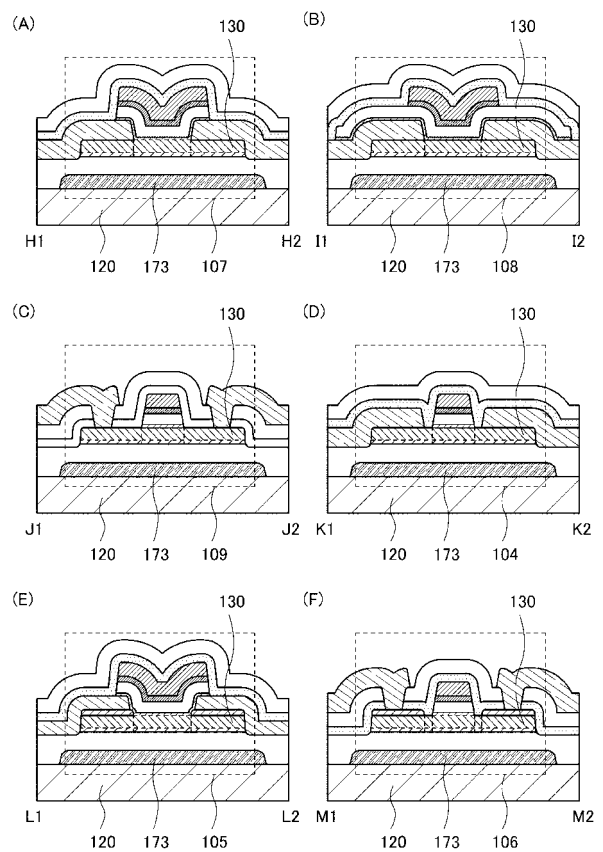 (A) 130 (B) 130
H1 H2 I1 I2
120 173 107 120 173 108
(C) 130 (D) 130
J1 J2 K1 K2
120 173 109 120 173 104
(E) 130 (F) 130
L1 L2 M1 M2
120 173 105 120 173 106